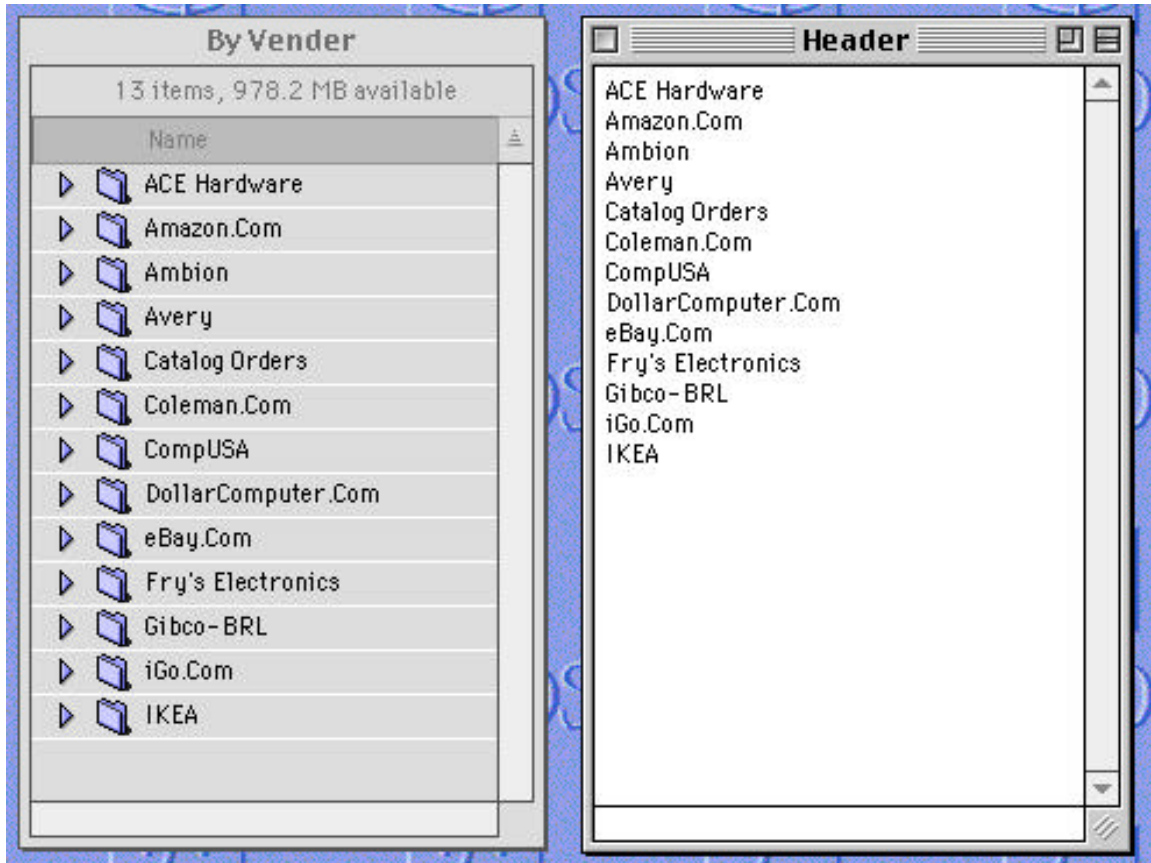 By Vender
13 items, 978.2 MB available
Name
ACE Hardware
Amazon.Com
Ambion
Avery
Catalog Orders
Coleman.Com
CompUSA
DollarComputer.Com
eBay.Com
Fry's Electronics
Gibco-BRL
iGo.Com
IKEA
Header
ACE Hardware
Amazon.Com
Ambion
Avery
Catalog Orders
Coleman.Com
CompUSA
DollarComputer.Com
eBay.Com
Fry's Electronics
Gibco-BRL
iGo.Com
IKEA